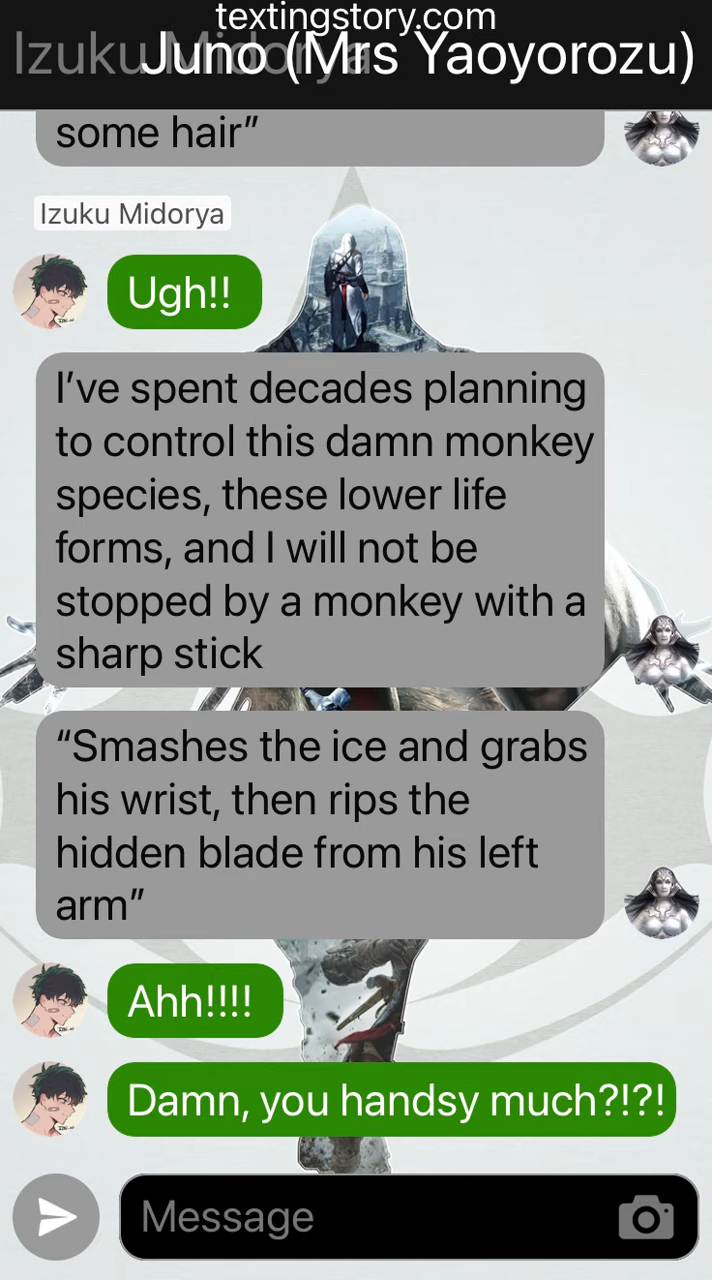 textingstory.com
Izuku Midorya
Juno (Mrs Yaoyorozu)
some hair”
Izuku Midorya
Ugh!!
I’ve spent decades planning
to control this damn monkey
species, these lower life
forms, and I will not be
stopped by a monkey with a
sharp stick
“Smashes the ice and grabs
his wrist, then rips the
hidden blade from his left
arm”
Ahh!!!!
Damn, you handsy much?!?!
Message